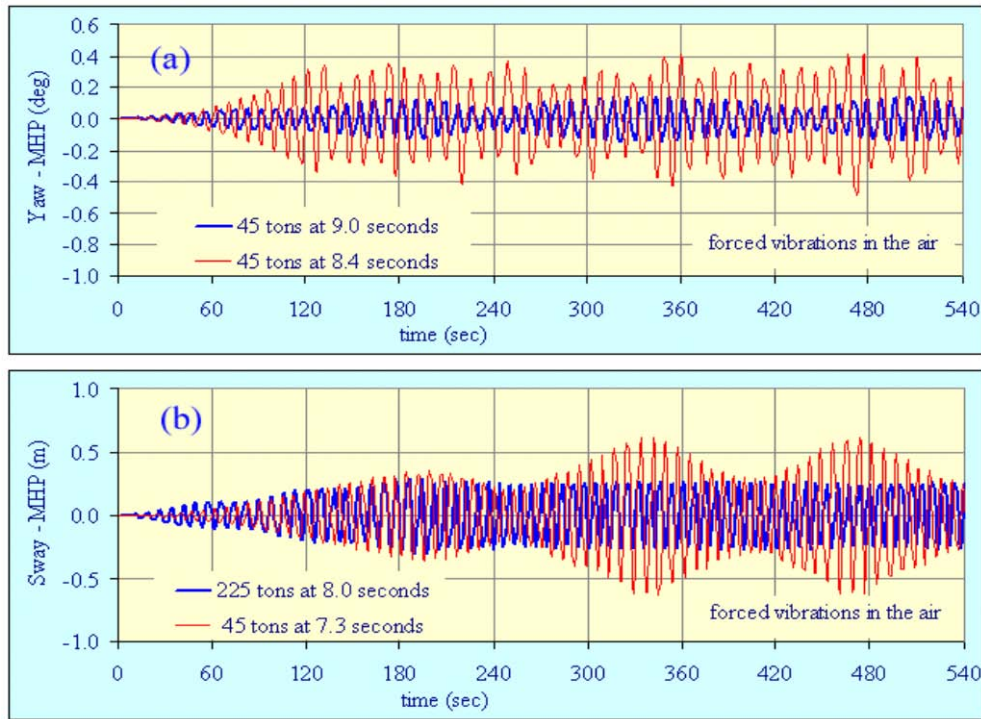 (a)
Yaw - MHP (deg)
0.6
0.4
0.2
0.0
-0.2
-0.4
-0.6
-0.8
-1.0
45 tons at 9.0 seconds
45 tons at 8.4 seconds
forced vibrations in the air
0 60 120 180 240 300 360 420 480 540
time (sec)
(b)
Sway - MHP (m)
1.0
0.5
0.0
-0.5
-1.0
225 tons at 8.0 seconds
45 tons at 7.3 seconds
forced vibrations in the air
0 60 120 180 240 300 360 420 480 540
time (sec)